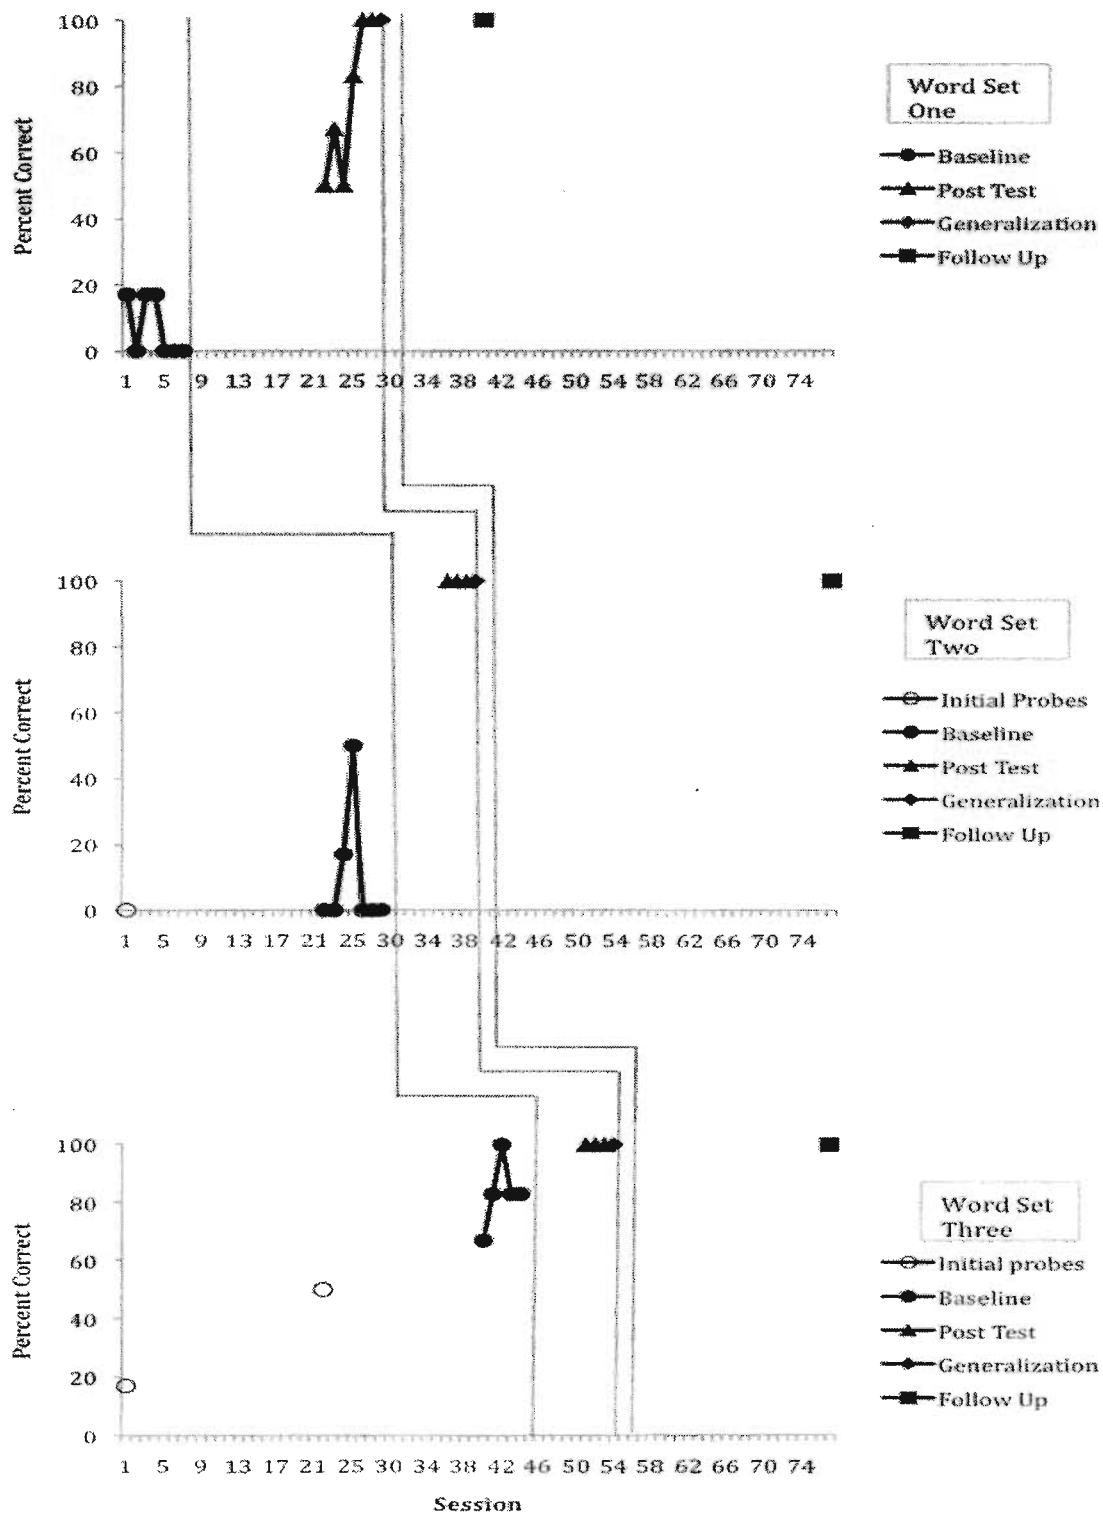 100
80
60
40
20
0
Percent Correct
1 5 9 13 17 21 25 30 34 38 42 46 50 54 58 62 66 70 74
Word Set
One
Baseline
Post Test
Generalization
Follow Up
100
80
60
40
20
0
Percent Correct
1 5 9 13 17 21 25 30 34 38 42 46 50 54 58 62 66 70 74
Word Set
Two
Initial Probes
Baseline
Post Test
Generalization
Follow Up
100
80
60
40
20
0
Percent Correct
1 5 9 13 17 21 25 30 34 38 42 46 50 54 58 62 66 70 74
Session
Word Set
Three
Initial probes
Baseline
Post Test
Generalization
Follow Up